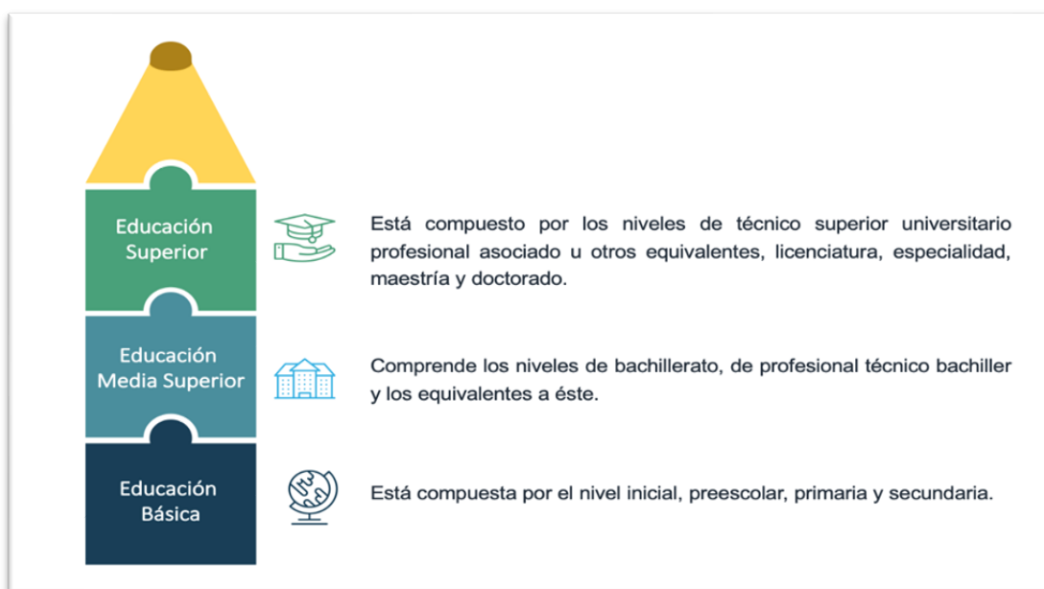 Educación
Superior
Está compuesto por los niveles de técnico superior universitario
profesional asociado u otros equivalentes, licenciatura, especialidad,
maestría y doctorado.
Educación
Media Superior
Comprende los niveles de bachillerato, de profesional técnico bachiller
y los equivalentes a éste.
Educación
Básica
Está compuesta por el nivel inicial, preescolar, primaria y secundaria.